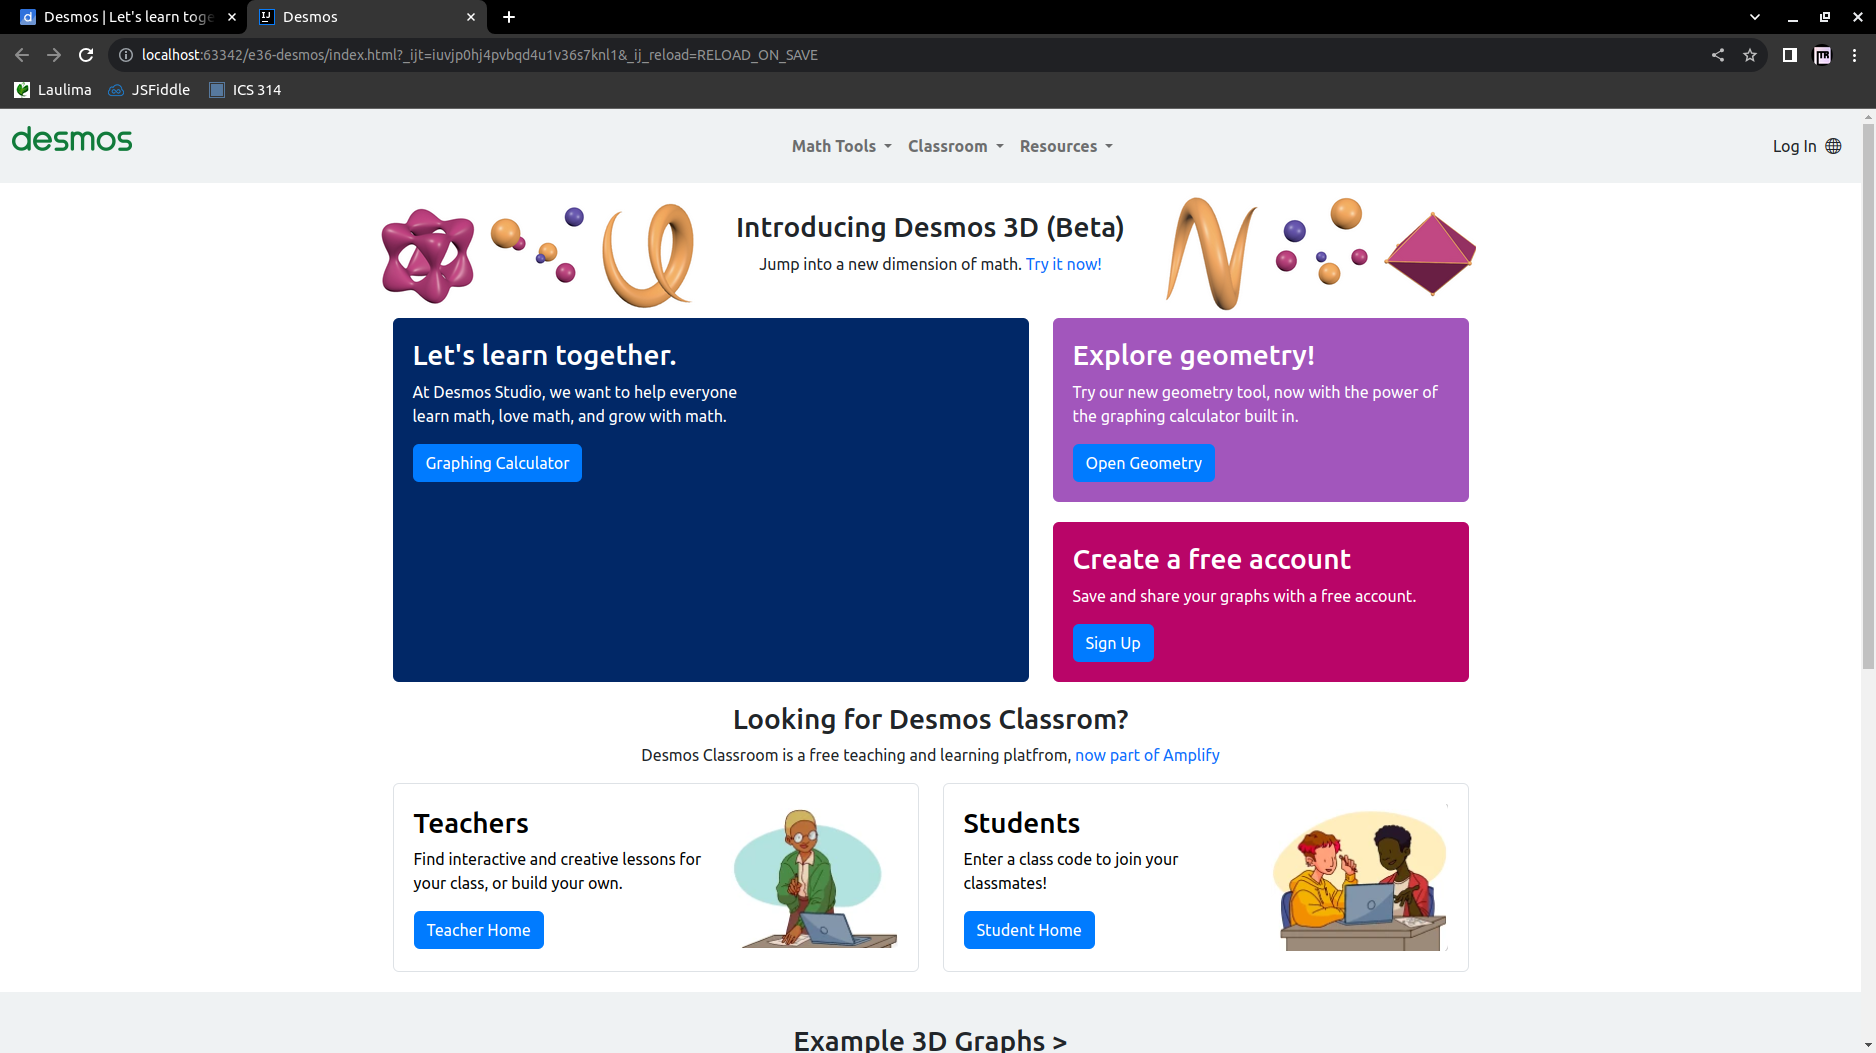 Desmos | Let's learn toge
Desmos
localhost:63342/e36-desmos/index.html?_ijt=iuvjp0hj4pvbqd4u1v36s7knl1&_ij_reload=RELOAD_ON_SAVE
Laulima JSFiddle ICS 314
desmos
Math Tools Classroom Resources
Log In
Introducing Desmos 3D (Beta)
Jump into a new dimension of math. Try it now!
Let's learn together.
At Desmos Studio, we want to help everyone
learn math, love math, and grow with math.
Graphing Calculator
Explore geometry!
Try our new geometry tool, now with the power of
the graphing calculator built in.
Open Geometry
Create a free account
Save and share your graphs with a free account.
Sign Up
Looking for Desmos Classrom?
Desmos Classroom is a free teaching and learning platfrom, now part of Amplify
Teachers
Find interactive and creative lessons for
your class, or build your own.
Teacher Home
Students
Enter a class code to join your
classmates!
Student Home
Example 3D Graphs >